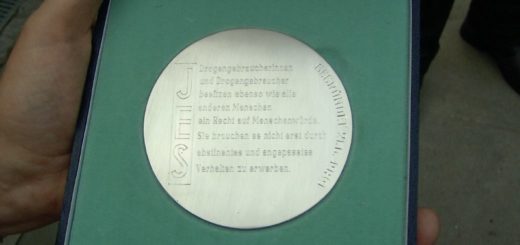 Drogengebraucherinnen
und Drogengebraucher
besitzen ebenso wie alle
anderen Menschen
ein Recht auf Menschenwürde.
Sie brauchen es nicht erst durch
abstinentes und angepasstes
Verhalten zu erwerben.